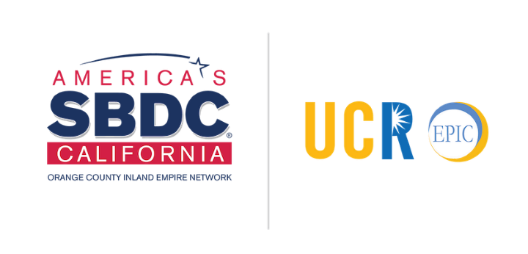 AMERICA'S
SBDC®
CALIFORNIA
ORANGE COUNTY INLAND EMPIRE NETWORK
UCR
EPIC